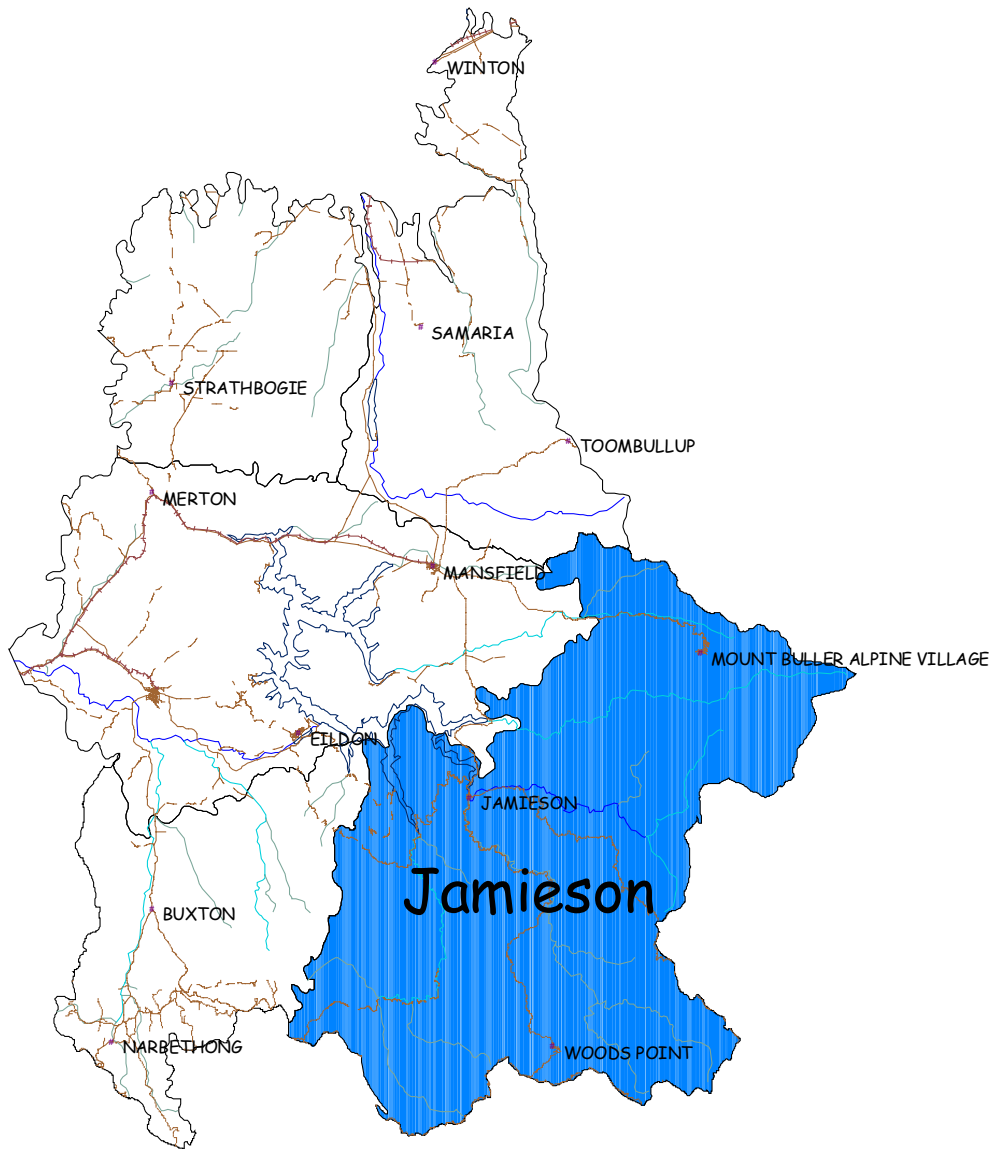 WINTON
SAMARIA
STRATHBOGIE
TOOMBULLUP
MERTON
MANSFIELD
MOUNT BULLER ALPINE VILLAGE
EILDON
JAMIESON
Jamieson
BUXTON
NARBETHONG
WOODS POINT